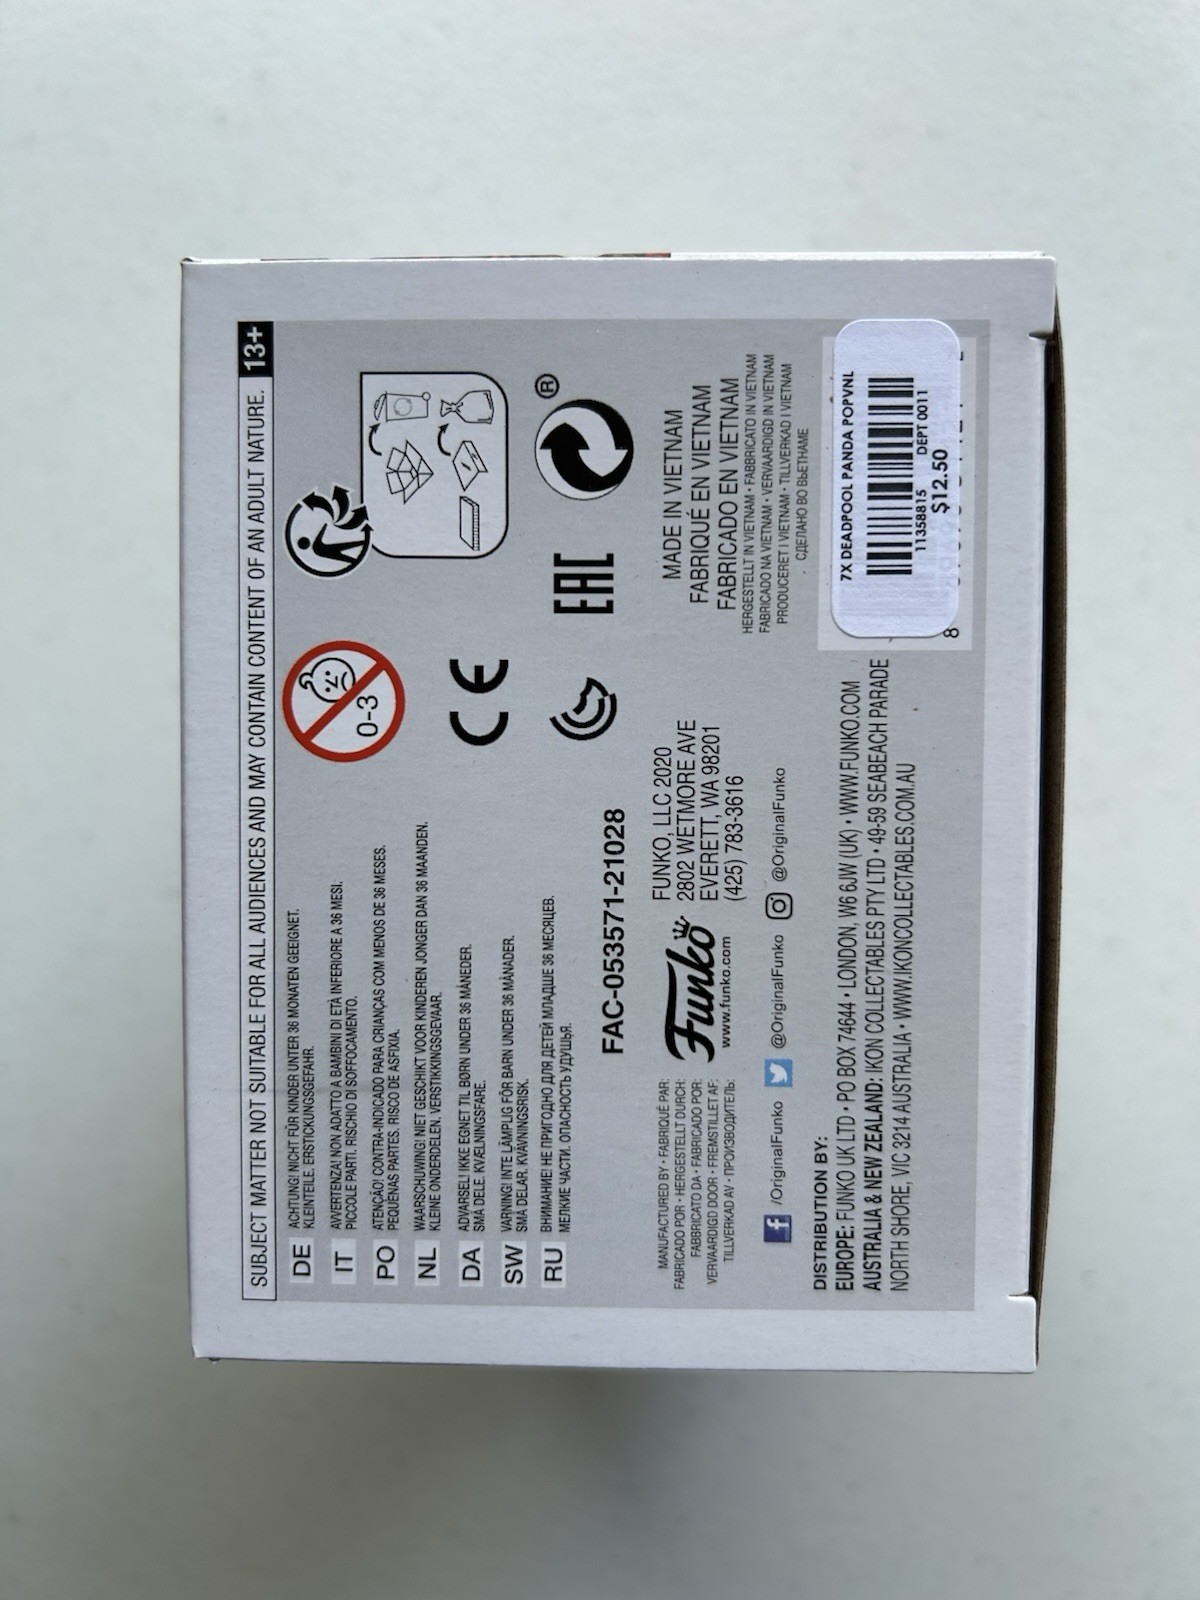 SUBJECT MATTER NOT SUITABLE FOR ALL AUDIENCES AND MAY CONTAIN CONTENT OF AN ADULT NATURE. 13+
DE
ACHTUNG! NICHT FÜR KINDER UNTER 36 MONATEN GEEIGNET.
KLEINTEILE. ERSTICKUNGSGEFAHR.
IT
AVVERTENZA! NON ADATTO A BAMBINI DI ETÀ INFERIORE A 36 MESI.
PICCOLE PARTI. RISCHIO DI SOFFOCAMENTO.
PO
ATENÇÃO! CONTRA-INDICADO PARA CRIANÇAS COM MENOS DE 36 MESES.
PEQUENAS PARTES. RISCO DE ASFIXIA.
NL
WAARSCHUWING! NIET GESCHIKT VOOR KINDEREN JONGER DAN 36 MAANDEN.
KLEINE ONDERDELEN. VERSTIKKINGSGEVAAR.
DA
ADVARSEL! IKKE EGNET TIL BØRN UNDER 36 MÅNEDER.
SMÅ DELE. KVÆLNINGSFARE.
SW
VARNING! INTE LÄMPLIG FÖR BARN UNDER 36 MÅNADER.
SMÅ DELAR. KVÄVNINGSRISK.
RU
ВНИМАНИЕ! НЕ ПРИГОДНО ДЛЯ ДЕТЕЙ МЛАДШЕ 36 МЕСЯЦЕВ.
МЕЛКИЕ ЧАСТИ. ОПАСНОСТЬ УДУШЬЯ.
0-3
CE
EAC
®
FAC-053571-21028
MANUFACTURED BY • FABRIQUÉ PAR:
FABRICADO POR • HERGESTELLT DURCH:
FABBRICATO DA • FABRICADO POR:
VERVAARDIGD DOOR • FREMSTILLET AF:
TILLVERKAD AV • ПРОИЗВОДИТЕЛЬ:
Funko
www.funko.com
FUNKO, LLC 2020
2802 WETMORE AVE
EVERETT, WA 98201
(425) 783-3616
MADE IN VIETNAM
FABRIQUÉ EN VIETNAM
FABRICADO EN VIETNAM
HERGESTELLT IN VIETNAM • FABBRICATO IN VIETNAM
FABRICADO NA VIETNAM • VERVAARDIGD IN VIETNAM
PRODUCERET I VIETNAM • TILLVERKAD I VIETNAM
СДЕЛАНО ВО ВЬЕТНАМЕ
/OriginalFunko @OriginalFunko @OriginalFunko
DISTRIBUTION BY:
EUROPE: FUNKO UK LTD • PO BOX 74644 • LONDON, W6 6JW (UK) • WWW.FUNKO.COM
AUSTRALIA & NEW ZEALAND: IKON COLLECTABLES PTY LTD • 49-59 SEABEACH PARADE
NORTH SHORE, VIC 3214 AUSTRALIA • WWW.IKONCOLLECTABLES.COM.AU
7X DEADPOOL PANDA POPVNL
11358815 DEPT 0011
$12.50
8